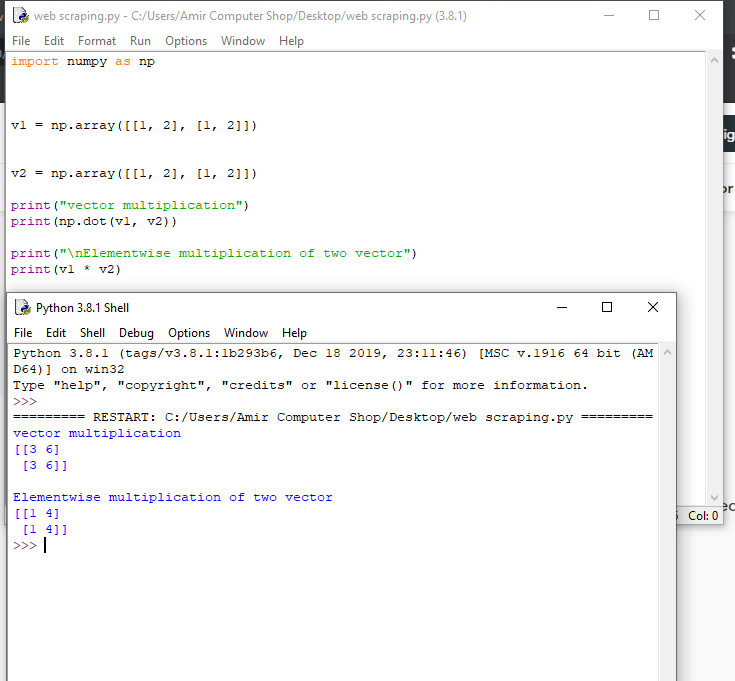 web scraping.py - C:/Users/Amir Computer Shop/Desktop/web scraping.py (3.8.1)
File Edit Format Run Options Window Help
import numpy as np
v1 = np.array([[1, 2], [1, 2]])
v2 = np.array([[1, 2], [1, 2]])
print("vector multiplication")
print(np.dot(v1, v2))
print("\nElementwise multiplication of two vector")
print(v1 * v2)
Python 3.8.1 Shell
File Edit Shell Debug Options Window Help
Python 3.8.1 (tags/v3.8.1:1b293b6, Dec 18 2019, 23:11:46) [MSC v.1916 64 bit (AM
D64)] on win32
Type "help", "copyright", "credits" or "license()" for more information.
>>>
========= RESTART: C:/Users/Amir Computer Shop/Desktop/web scraping.py =========
vector multiplication
[[3 6]
 [3 6]]
Elementwise multiplication of two vector
[[1 4]
 [1 4]]
>>>
Col: 0